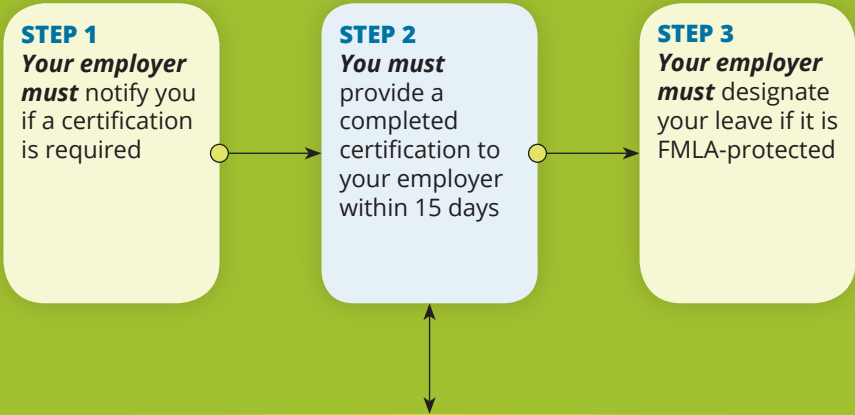 STEP 1
Your employer
must notify you
if a certification
is required
STEP 2
You must
provide a
completed
certification to
your employer
within 15 days
STEP 3
Your employer
must designate
your leave if it is
FMLA-protected